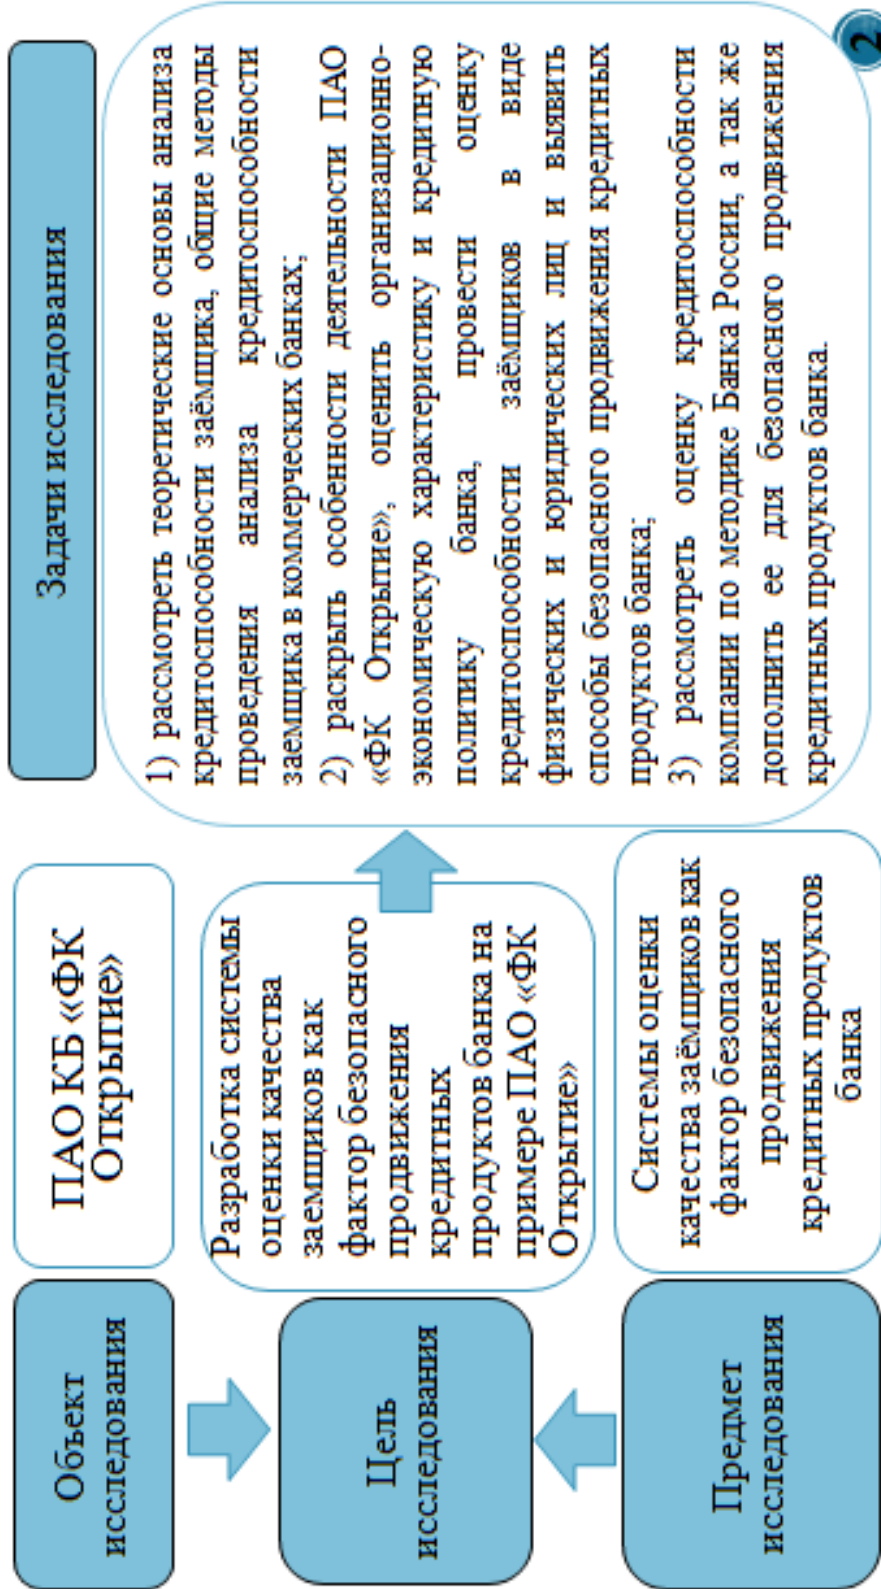 Объект
исследования
ПАО КБ «ФК
Открытие»
Цель
исследования
Разработка системы
оценки качества
заемщиков как
фактор безопасного
продвижения
кредитных
продуктов банка на
примере ПАО «ФК
Открытие»
Предмет
исследования
Системы оценки
качества заёмщиков как
фактор безопасного
продвижения
кредитных продуктов
банка
Задачи исследования
1) рассмотреть теоретические основы анализа
кредитоспособности заёмщика, общие методы
проведения анализа кредитоспособности
заемщика в коммерческих банках;
2) раскрыть особенности деятельности ПАО
«ФК Открытие», оценить организационно-
экономическую характеристику и кредитную
политику банка, провести оценку
кредитоспособности заёмщиков в виде
физических и юридических лиц и выявить
способы безопасного продвижения кредитных
продуктов банка;
3) рассмотреть оценку кредитоспособности
компании по методике Банка России, а так же
дополнить ее для безопасного продвижения
кредитных продуктов банка.
2